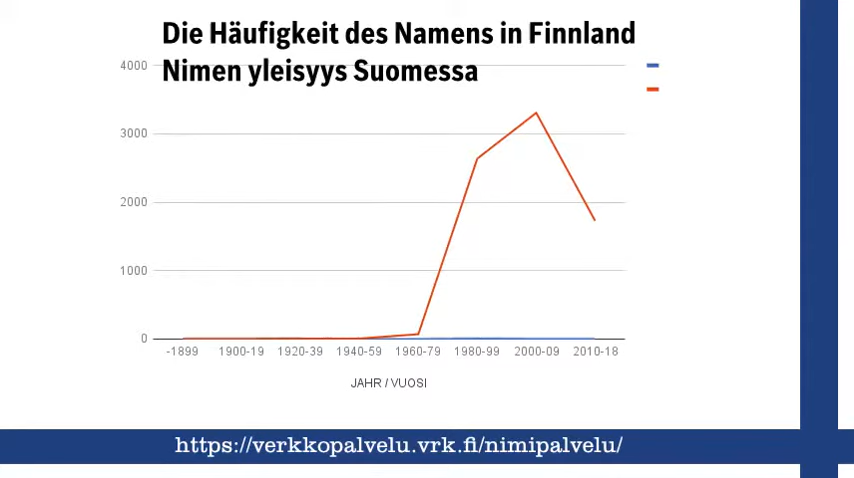 Die Häufigkeit des Namens in Finnland
Nimen yleisyys Suomessa
4000
3000
2000
1000
0
-1899 1900-19 1920-39 1940-59 1960-79 1980-99 2000-09 2010-18
JAHR / VUOSI
https://verkkopalvelu.vrk.fi/nimipalvelu/